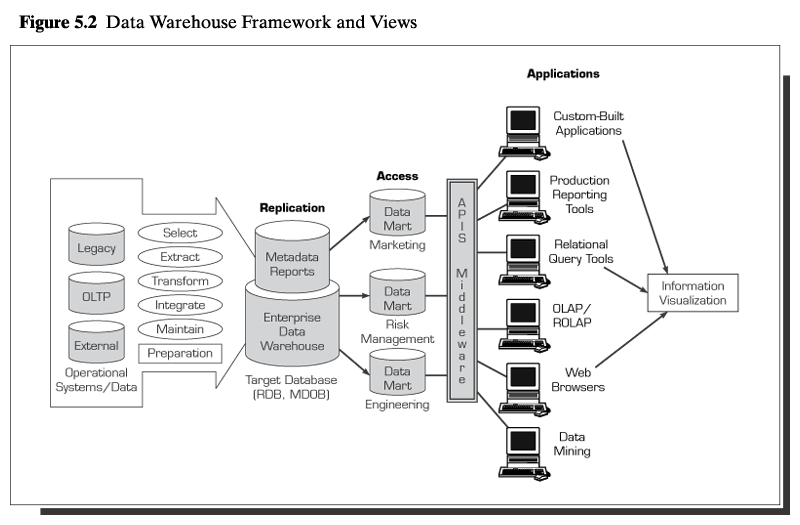 Figure 5.2 Data Warehouse Framework and Views
Applications
Custom-Built
Applications
Production
Reporting
Tools
Relational
Query Tools
OLAP/
ROLAP
Web
Browsers
Data
Mining
Information
Visualization
Access
Data
Mart
Marketing
Data
Mart
Risk
Management
Data
Mart
Engineering
APIS Middleware
Replication
Metadata
Reports
Enterprise
Data
Warehouse
Target Database
(RDB, MDDB)
Select
Extract
Transform
Integrate
Maintain
Preparation
Legacy
OLTP
External
Operational
Systems/Data